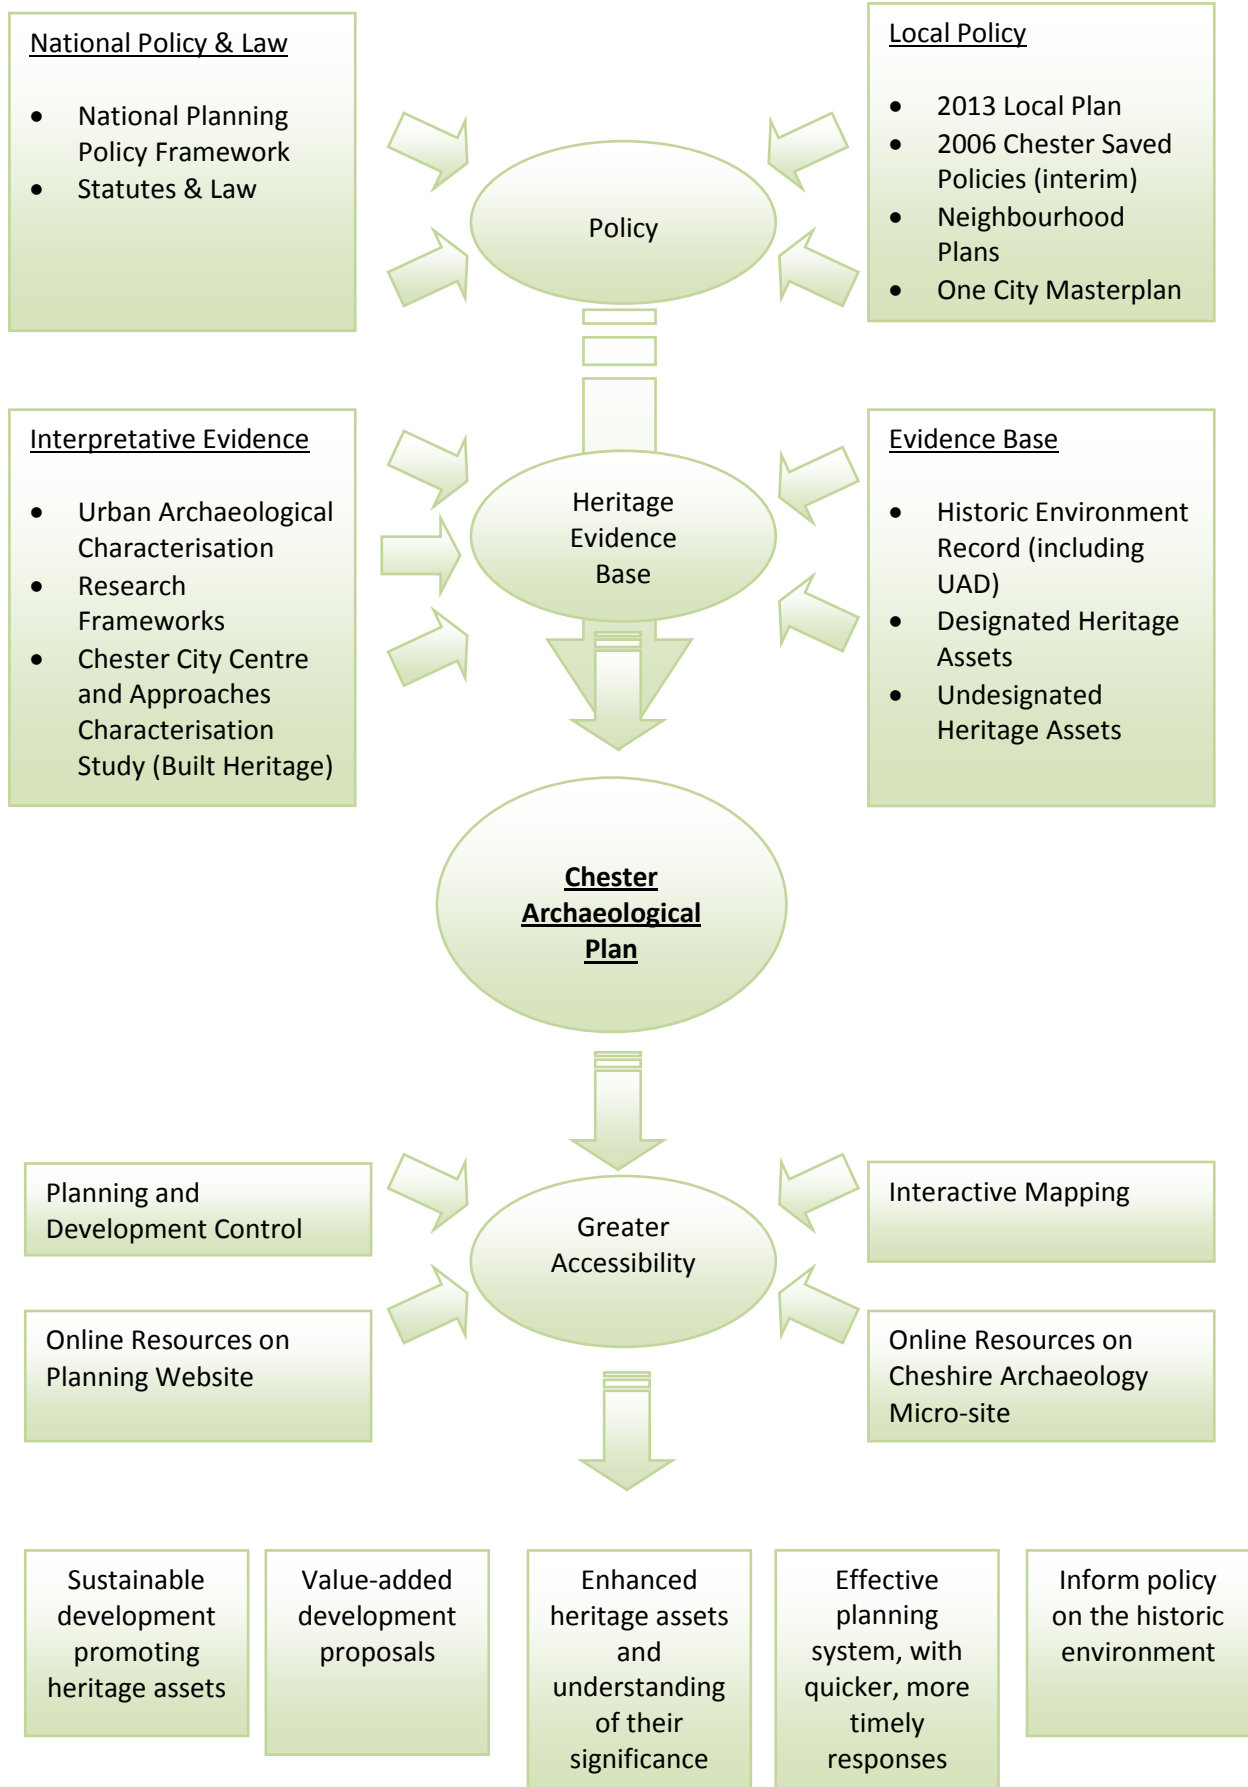 National Policy & Law
• National Planning
Policy Framework
• Statutes & Law
Policy
Local Policy
• 2013 Local Plan
• 2006 Chester Saved
Policies (interim)
• Neighbourhood
Plans
• One City Masterplan
Interpretative Evidence
• Urban Archaeological
Characterisation
• Research
Frameworks
• Chester City Centre
and Approaches
Characterisation
Study (Built Heritage)
Heritage
Evidence
Base
Evidence Base
• Historic Environment
Record (including
UAD)
• Designated Heritage
Assets
• Undesignated
Heritage Assets
Chester
Archaeological
Plan
Planning and
Development Control
Greater
Accessibility
Interactive Mapping
Online Resources on
Planning Website
Online Resources on
Cheshire Archaeology
Micro-site
Sustainable
development
promoting
heritage assets
Value-added
development
proposals
Enhanced
heritage assets
and
understanding
of their
significance
Effective
planning
system, with
quicker, more
timely
responses
Inform policy
on the historic
environment